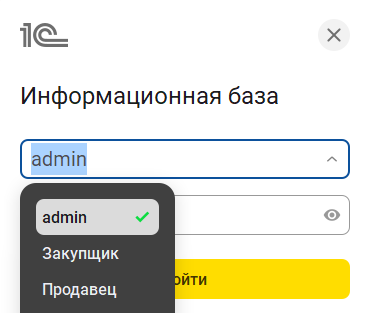 1С
Информационная база
admin
admin
Закупщик
Продавец
ойти